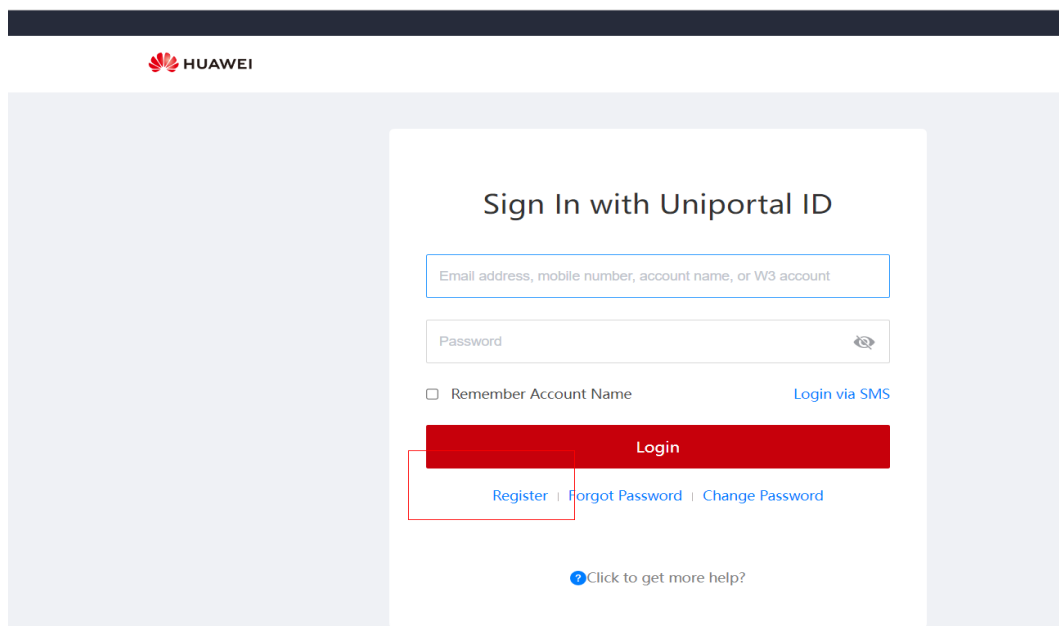 HUAWEI
Sign In with Uniportal ID
Email address, mobile number, account name, or W3 account
Password
Remember Account Name Login via SMS
Login
Register | Forgot Password | Change Password
?Click to get more help?